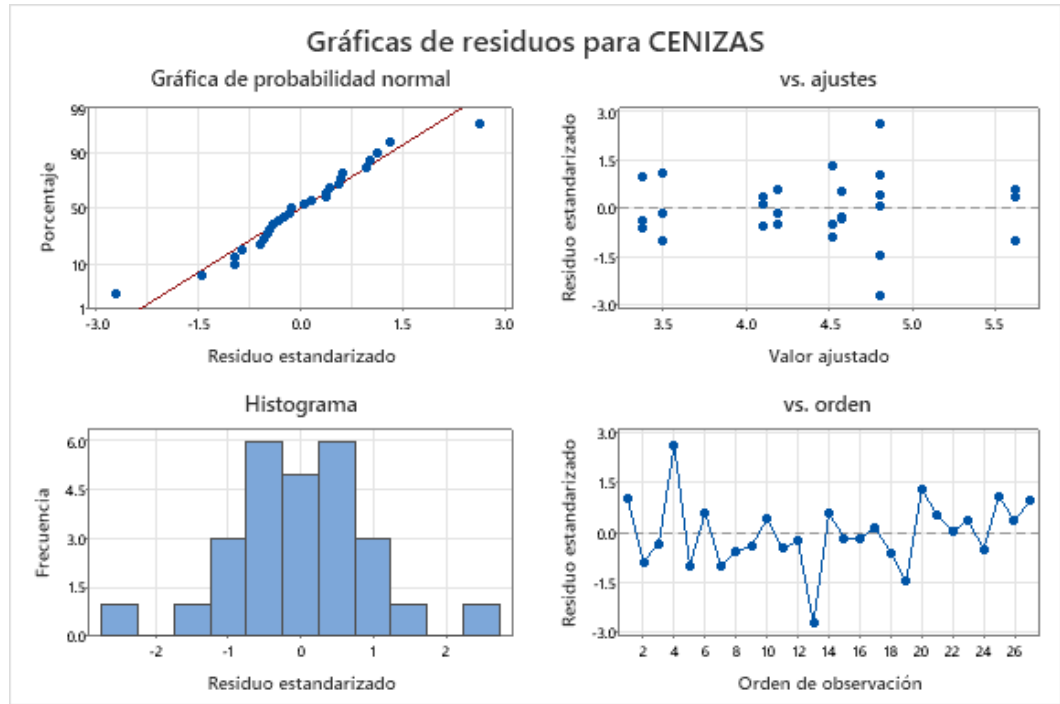 Gráficas de residuos para CENIZAS
Gráfica de probabilidad normal
99
90
50
10
1
Porcentaje
-3.0 -1.5 0.0 1.5 3.0
Residuo estandarizado
vs. ajustes
3.0
1.5
0.0
-1.5
-3.0
Residuo estandarizado
3.5 4.0 4.5 5.0 5.5
Valor ajustado
Histograma
6.0
4.5
3.0
1.5
0.0
Frecuencia
-2 -1 0 1 2
Residuo estandarizado
vs. orden
3.0
1.5
0.0
-1.5
-3.0
Residuo estandarizado
2 4 6 8 10 12 14 16 18 20 22 24 26
Orden de observación